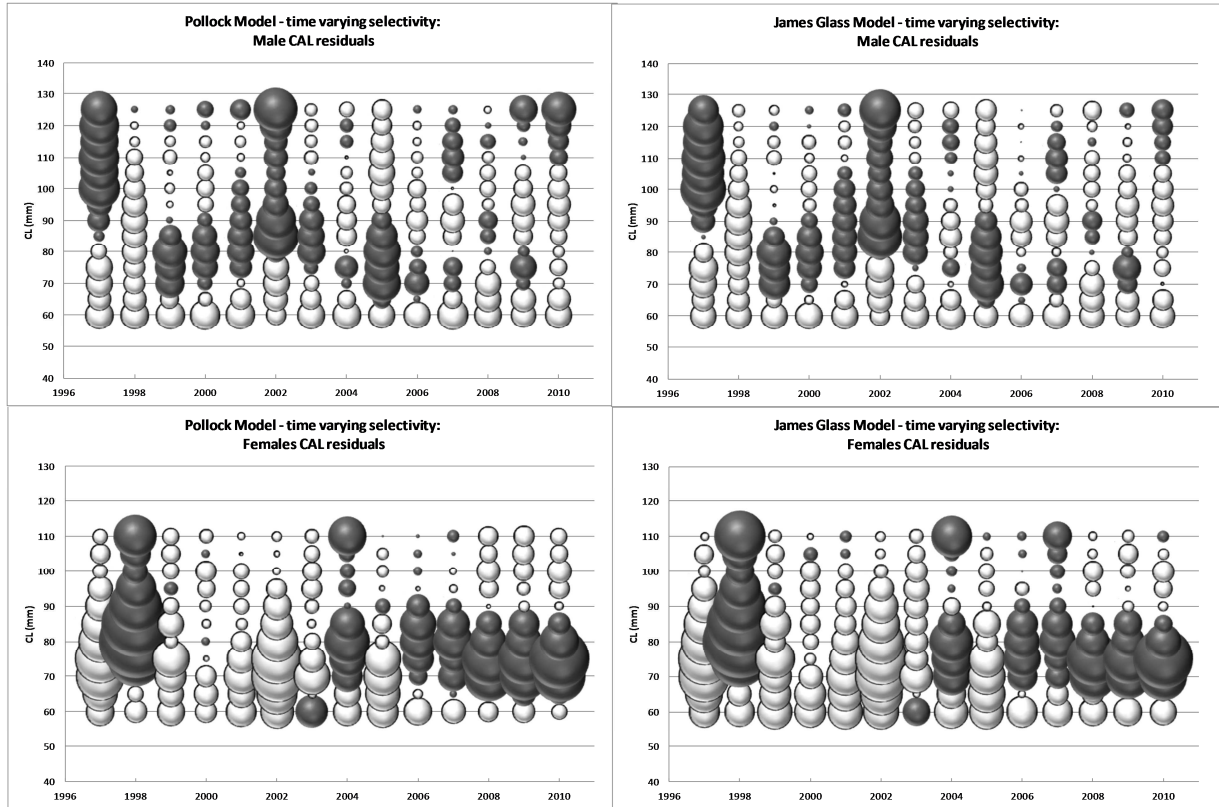 Pollock Model - time varying selectivity:
Male CAL residuals
140
130
120
110
100
90
80
70
60
50
40
CL (mm)
1996 1998 2000 2002 2004 2006 2008 2010
James Glass Model - time varying selectivity:
Male CAL residuals
140
130
120
110
100
90
80
70
60
50
40
CL (mm)
1996 1998 2000 2002 2004 2006 2008 2010
Pollock Model - time varying selectivity:
Females CAL residuals
130
120
110
100
90
80
70
60
50
40
CL (mm)
1996 1998 2000 2002 2004 2006 2008 2010
James Glass Model - time varying selectivity:
Females CAL residuals
130
120
110
100
90
80
70
60
50
40
CL (mm)
1996 1998 2000 2002 2004 2006 2008 2010